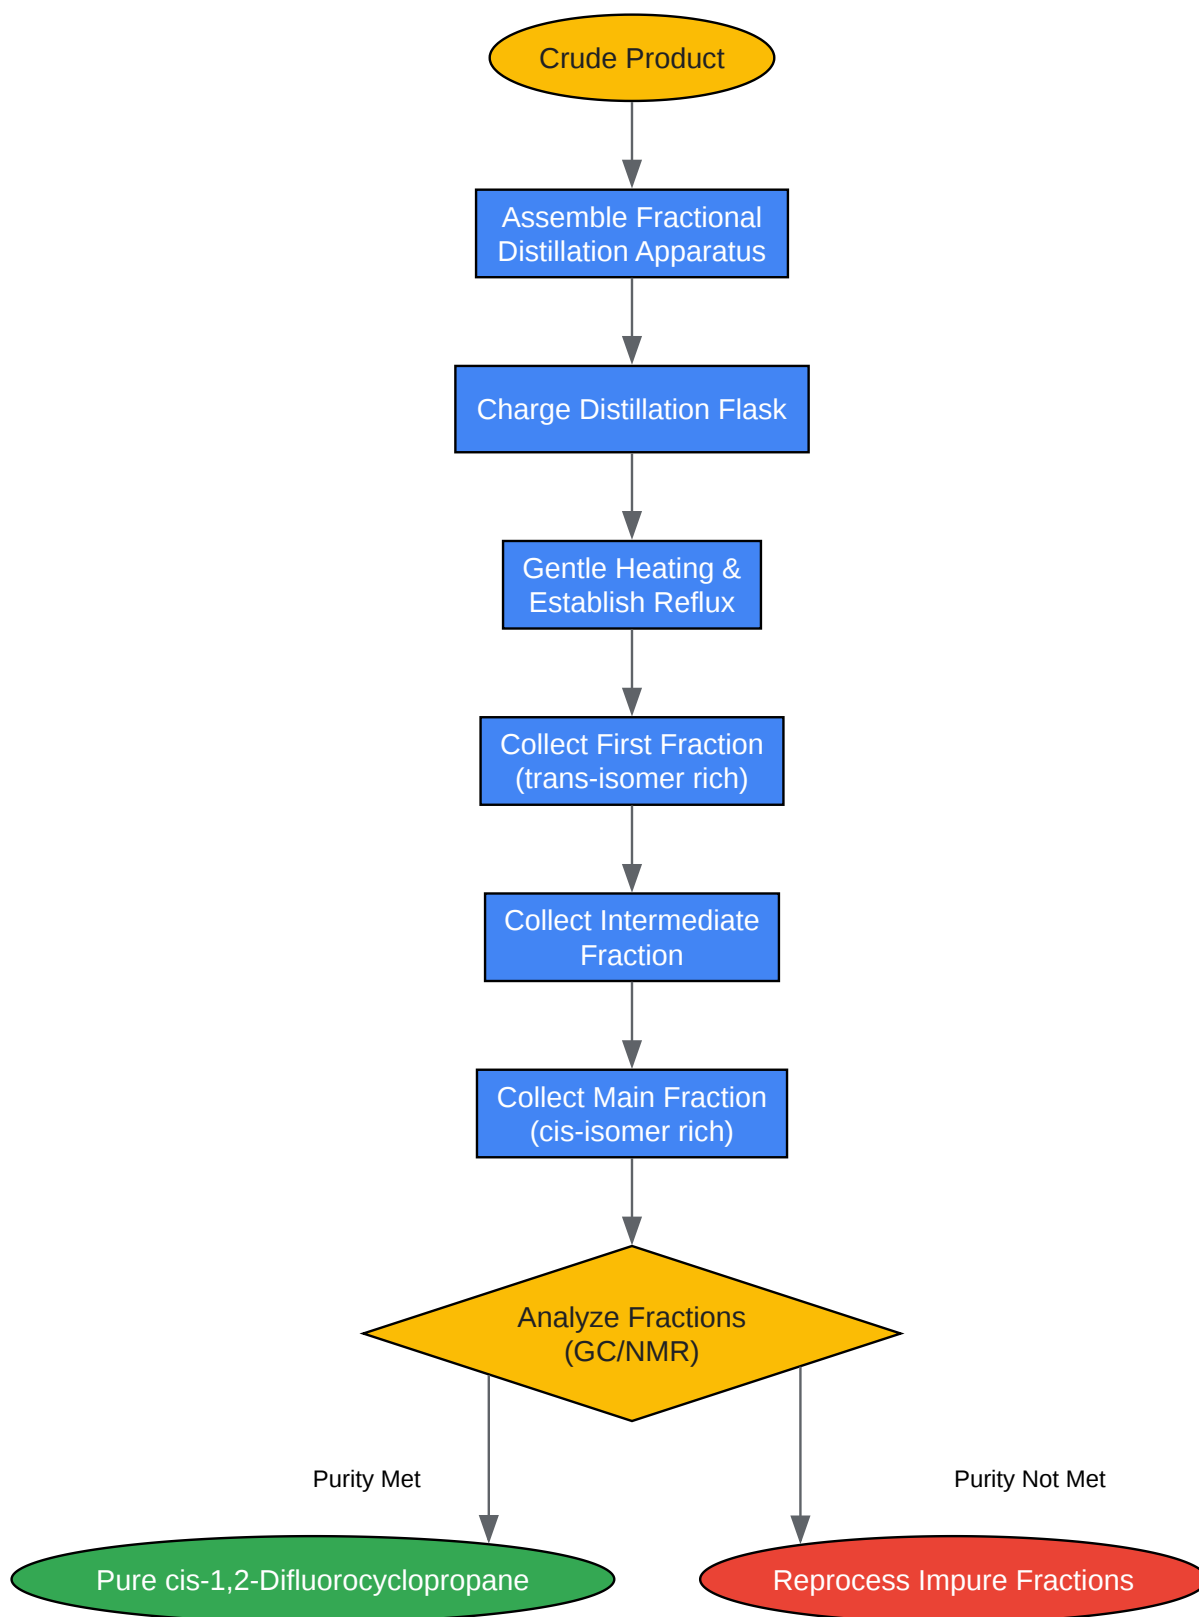 Crude Product
Assemble Fractional
Distillation Apparatus
Charge Distillation Flask
Gentle Heating &
Establish Reflux
Collect First Fraction
(trans-isomer rich)
Collect Intermediate
Fraction
Collect Main Fraction
(cis-isomer rich)
Analyze Fractions
(GC/NMR)
Purity Met
Purity Not Met
Pure cis-1,2-Difluorocyclopropane
Reprocess Impure Fractions